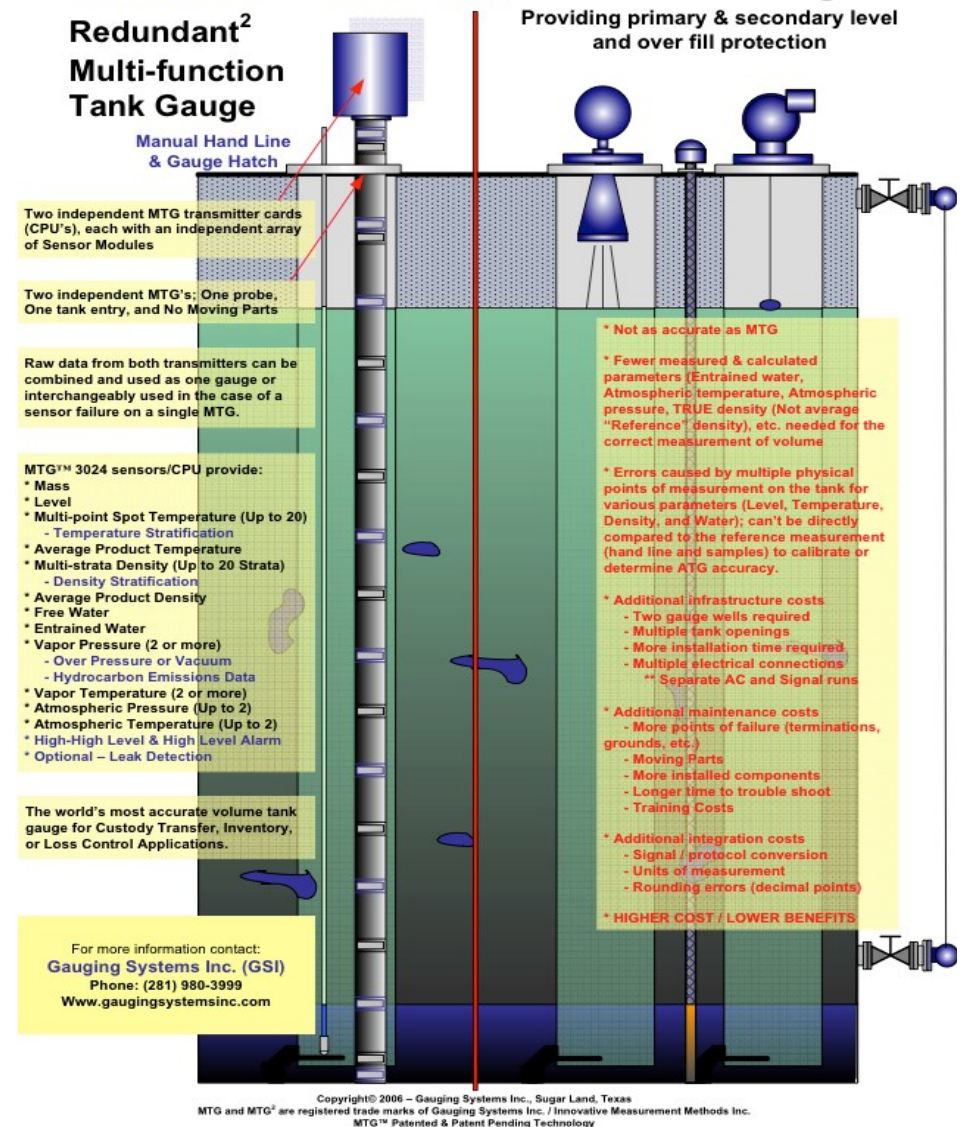 Redundant²
Multi-function
Tank Gauge
Manual Hand Line
& Gauge Hatch
Two independent MTG transmitter cards
(CPU's), each with an independent array
of Sensor Modules
Two independent MTG's; One probe,
One tank entry, and No Moving Parts
Raw data from both transmitters can be
combined and used as one gauge or
interchangeably used in the case of a
sensor failure on a single MTG.
MTG™ 3024 sensors/CPU provide:
* Mass
* Level
* Multi-point Spot Temperature (Up to 20)
- Temperature Stratification
* Average Product Temperature
* Multi-strata Density (Up to 20 Strata)
- Density Stratification
* Average Product Density
* Free Water
* Entrained Water
* Vapor Pressure (2 or more)
- Over Pressure or Vacuum
- Hydrocarbon Emissions Data
* Vapor Temperature (2 or more)
* Atmospheric Pressure (Up to 2)
* Atmospheric Temperature (Up to 2)
* High-High Level & High Level Alarm
* Optional – Leak Detection
The world's most accurate volume tank
gauge for Custody Transfer, Inventory,
or Loss Control Applications.
For more information contact:
Gauging Systems Inc. (GSI)
Phone: (281) 980-3999
Www.gaugingsystemsinc.com
Providing primary & secondary level
and over fill protection
* Not as accurate as MTG
* Fewer measured & calculated
parameters (Entrained water,
Atmospheric temperature, Atmospheric
pressure, TRUE density (Not average
“Reference” density), etc. needed for the
correct measurement of volume
* Errors caused by multiple physical
points of measurement on the tank for
various parameters (Level, Temperature,
Density, and Water); can't be directly
compared to the reference measurement
(hand line and samples) to calibrate or
determine ATG accuracy.
* Additional infrastructure costs
- Two gauge wells required
- Multiple tank openings
- More installation time required
- Multiple electrical connections
** Separate AC and Signal runs
* Additional maintenance costs
- More points of failure (terminations,
grounds, etc.)
- Moving Parts
- More installed components
- Longer time to trouble shoot
- Training Costs
* Additional integration costs
- Signal / protocol conversion
- Units of measurement
- Rounding errors (decimal points)
* HIGHER COST / LOWER BENEFITS
Copyright© 2006 – Gauging Systems Inc., Sugar Land, Texas
MTG and MTG² are registered trade marks of Gauging Systems Inc. / Innovative Measurement Methods Inc.
MTG™ Patented & Patent Pending Technology